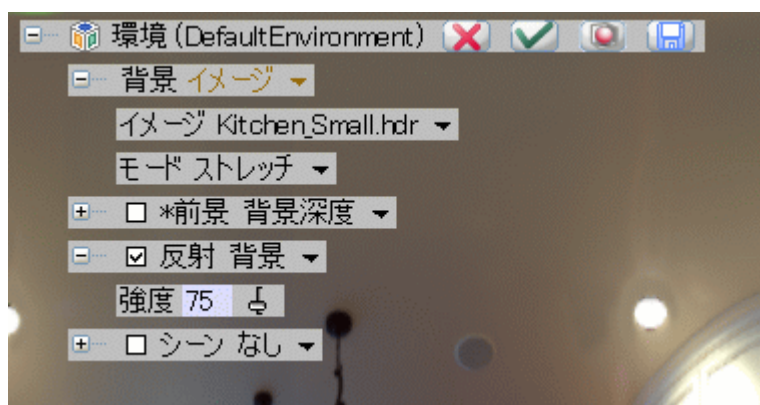 環境 (DefaultEnvironment)
背景 イメージ
イメージ Kitchen_Small.hdr
モード ストレッチ
*前景 背景深度
反射 背景
強度 75
シーン なし